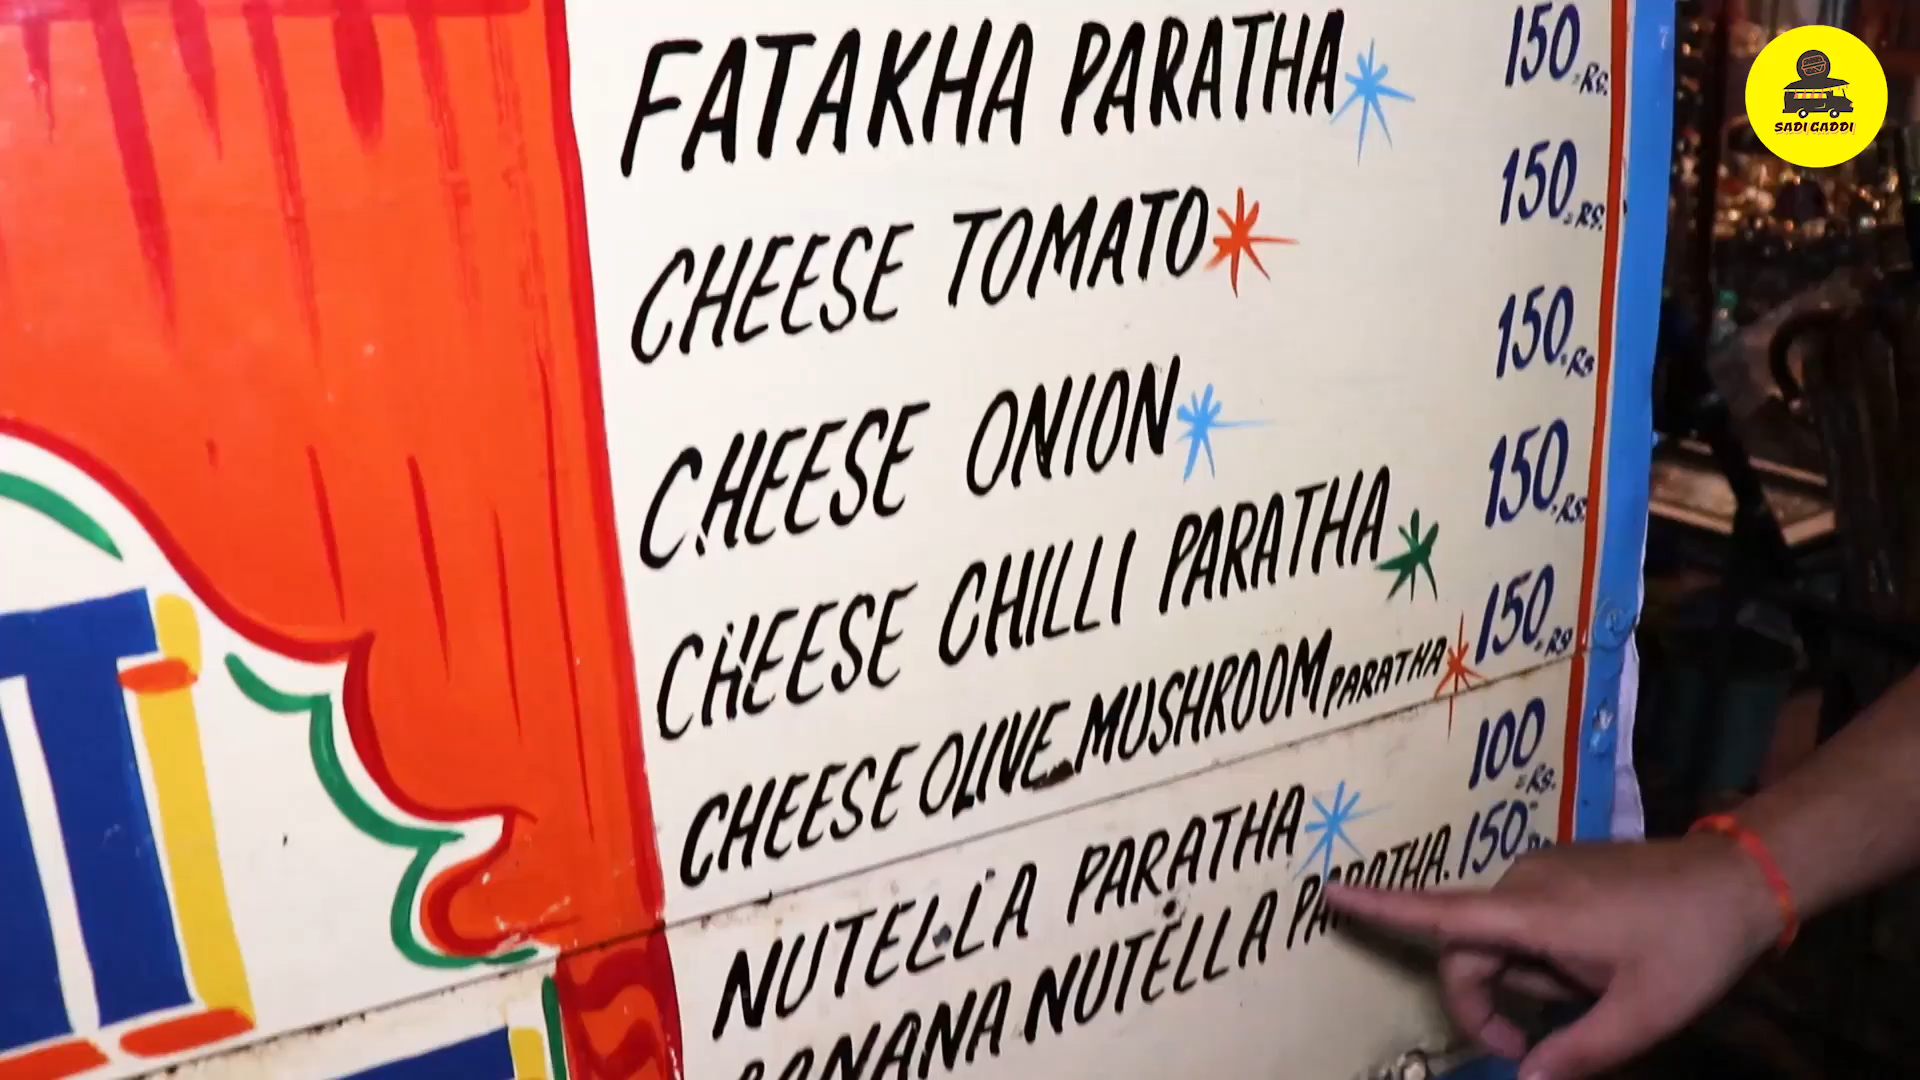 FATAKHA PARATHA 150 Rs.
CHEESE TOMATO 150 Rs.
CHEESE ONION 150 Rs
CHEESE CHILLI PARATHA 150 Rs.
CHEESE OLIVE MUSHROOM PARATHA 150 Rs
NUTELLA PARATHA 100 Rs.
BANANA NUTELLA PARATHA. 150
SADI GADDI